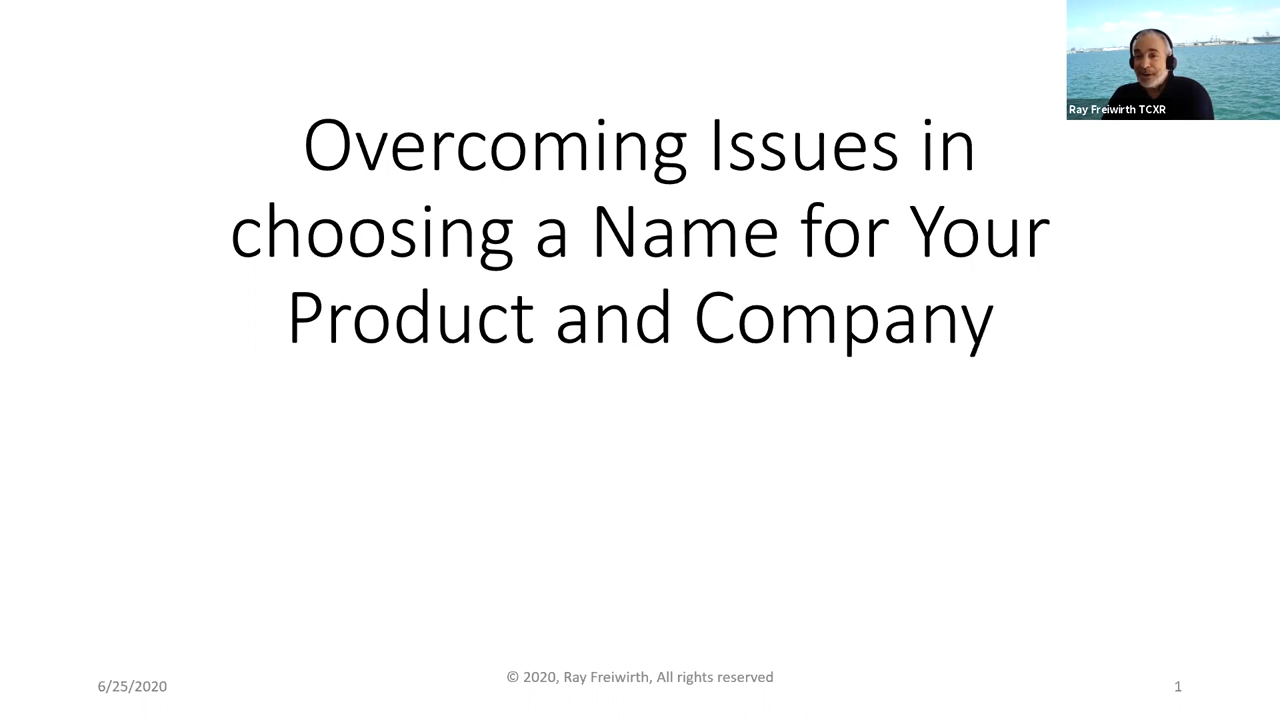 Ray Freiwirth TCXR
Overcoming Issues in
choosing a Name for Your
Product and Company
6/25/2020
© 2020, Ray Freiwirth, All rights reserved
1